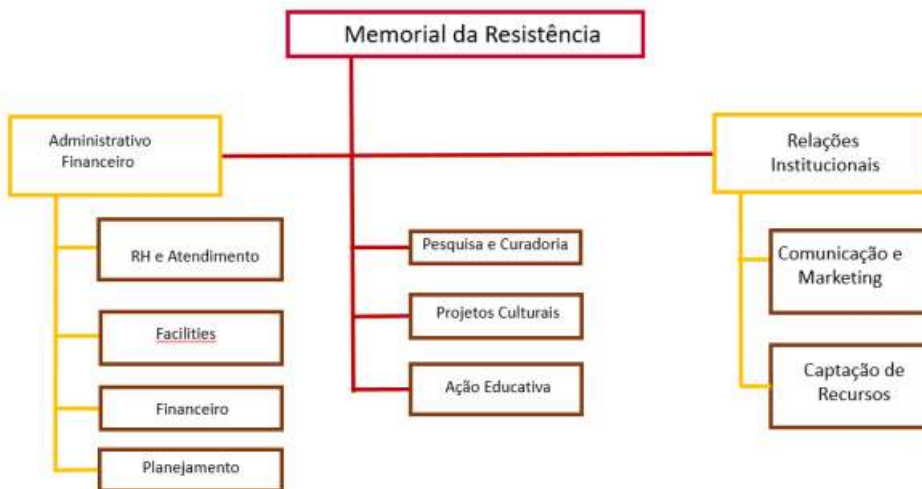 Memorial da Resistência
Administrativo
Financeiro
RH e Atendimento
Facilities
Financeiro
Planejamento
Pesquisa e Curadoria
Projetos Culturais
Ação Educativa
Relações
Institucionais
Comunicação e
Marketing
Captação de
Recursos